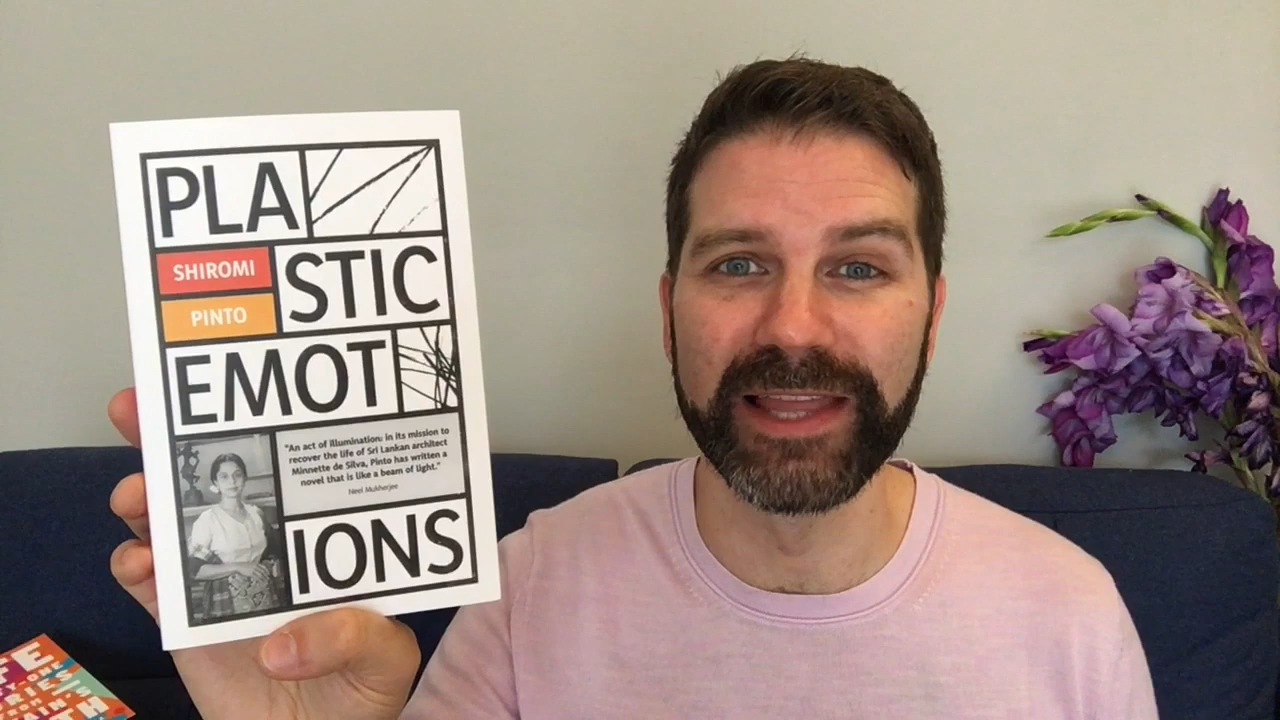 PLA
SHIROMI
PINTO
STIC
EMOT
"An act of illumination: in its mission to
recover the life of Sri Lankan architect
Minnette de Silva, Pinto has written a
novel that is like a beam of light."
Neel Mukherjee
IONS